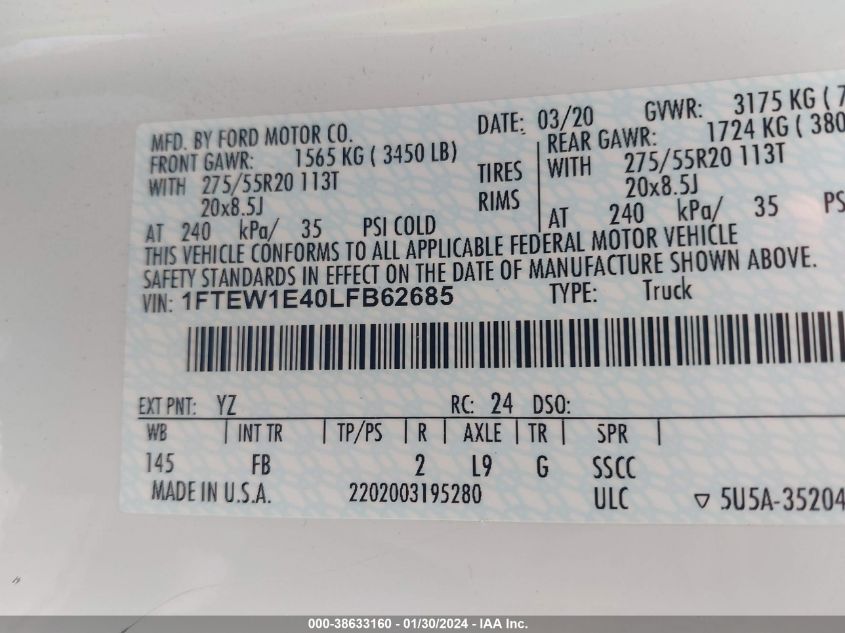 MFD. BY FORD MOTOR CO.
DATE: 03/20 GVWR: 3175 KG ( 7
FRONT GAWR: 1565 KG ( 3450 LB)
REAR GAWR: 1724 KG ( 380
WITH 275/55R20 113T TIRES WITH 275/55R20 113T
20x8.5J RIMS 20x8.5J
AT 240 kPa/ 35 PSI COLD AT 240 kPa/ 35 PS
THIS VEHICLE CONFORMS TO ALL APPLICABLE FEDERAL MOTOR VEHICLE
SAFETY STANDARDS IN EFFECT ON THE DATE OF MANUFACTURE SHOWN ABOVE.
VIN: 1FTEW1E40LFB62685 TYPE: Truck
EXT PNT: YZ RC: 24 DSO:
WB | INT TR | TP/PS | R | AXLE | TR | SPR |
145 FB 2 L9 G SSCC
MADE IN U.S.A. 2202003195280 ULC ▽ 5U5A-35204
000-38633160 — 01/30/2024 - IAA Inc.